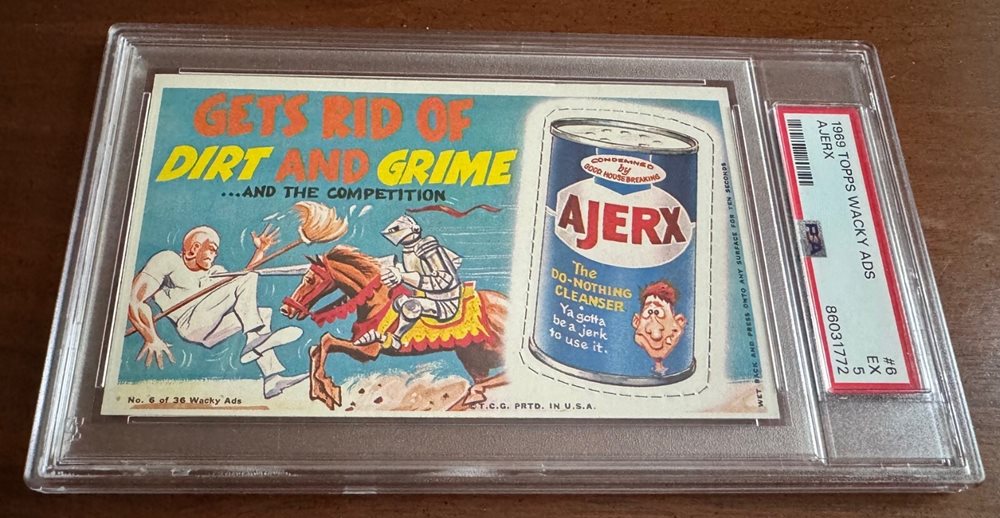 GETS RID OF
DIRT AND GRIME
...AND THE COMPETITION
No. 6 of 36 Wacky Ads
©T.C.G. PRTD. IN U.S.A.
CONDEMNED
by
GOOD HOUSEBREAKING
AJERX
The
DO-NOTHING
CLEANSER
Ya gotta
be a jerk
to use it.
WET BACK AND PRESS ONTO ANY SURFACE FOR TEN SECONDS
1969 TOPPS WACKY ADS
AJERX
#6
EX
5
PSA
86031772